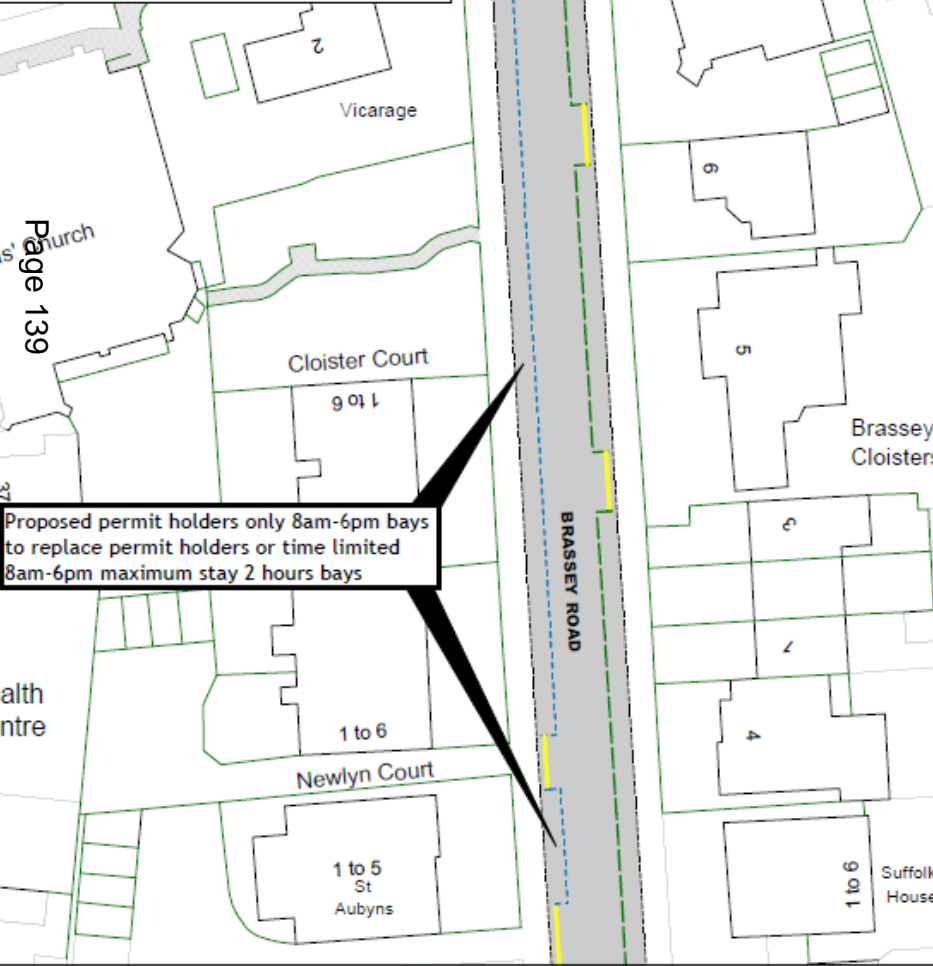 2
Vicarage
6
s' Church
Page 139
Cloister Court
1 to 6
5
Brassey
Cloisters
37
Proposed permit holders only 8am-6pm bays
to replace permit holders or time limited
8am-6pm maximum stay 2 hours bays
3
BRASSEY ROAD
7
alth
ntre
1 to 6
4
Newlyn Court
1 to 5
St
Aubyns
1 to 6
Suffolk
House